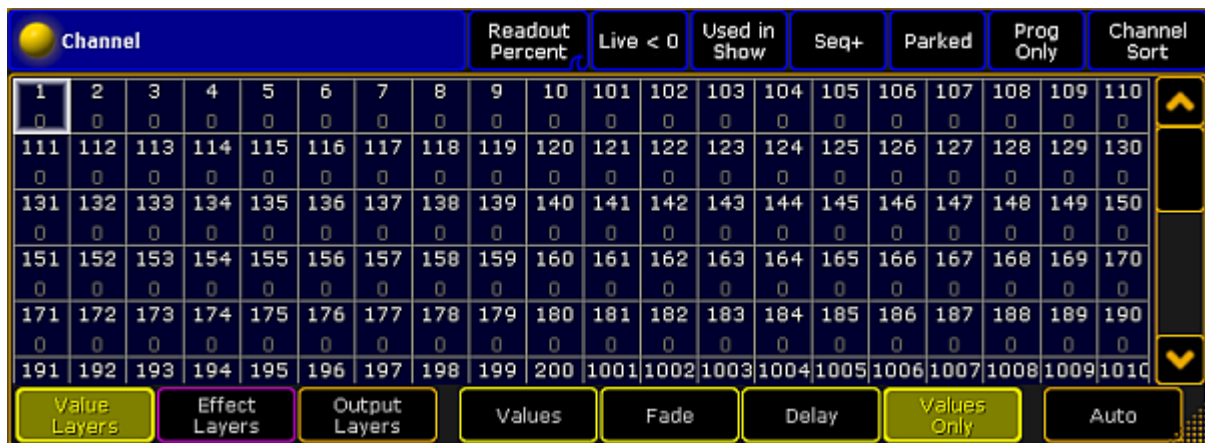 Channel Readout Percent Live < 0 Used in Show Seq+ Parked Prog Only Channel Sort
1 2 3 4 5 6 7 8 9 10 101 102 103 104 105 106 107 108 109 110
0 0 0 0 0 0 0 0 0 0 0 0 0 0 0 0 0 0 0 0
111 112 113 114 115 116 117 118 119 120 121 122 123 124 125 126 127 128 129 130
0 0 0 0 0 0 0 0 0 0 0 0 0 0 0 0 0 0 0 0
131 132 133 134 135 136 137 138 139 140 141 142 143 144 145 146 147 148 149 150
0 0 0 0 0 0 0 0 0 0 0 0 0 0 0 0 0 0 0 0
151 152 153 154 155 156 157 158 159 160 161 162 163 164 165 166 167 168 169 170
0 0 0 0 0 0 0 0 0 0 0 0 0 0 0 0 0 0 0 0
171 172 173 174 175 176 177 178 179 180 181 182 183 184 185 186 187 188 189 190
0 0 0 0 0 0 0 0 0 0 0 0 0 0 0 0 0 0 0 0
191 192 193 194 195 196 197 198 199 200 1001 1002 1003 1004 1005 1006 1007 1008 1009 1010
Value Layers Effect Layers Output Layers Values Fade Delay Values Only Auto